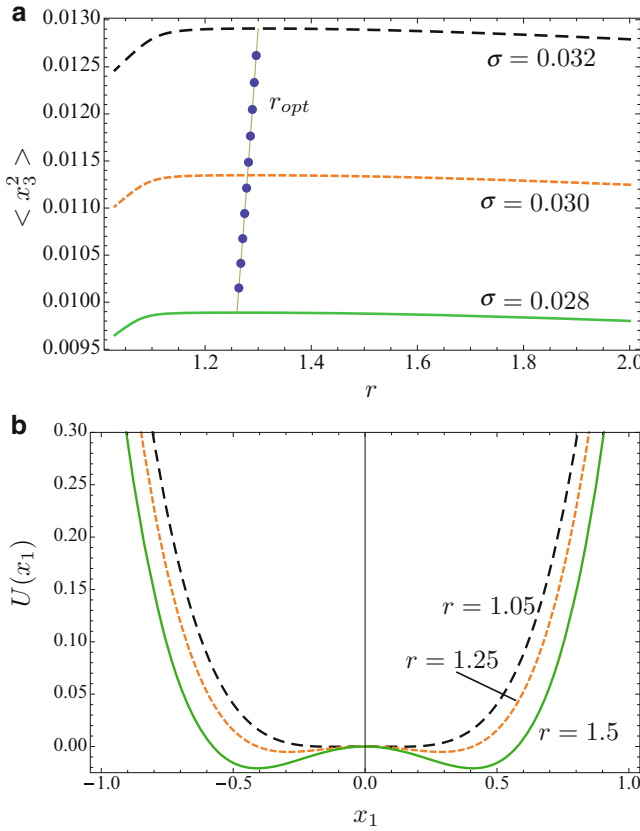 a
0.0130
0.0125
0.0120
0.0115
0.0110
0.0105
0.0100
0.0095
< x₃² >
σ = 0.032
r_opt
σ = 0.030
σ = 0.028
1.2 1.4 1.6 1.8 2.0
r
b
0.30
0.25
0.20
0.15
0.10
0.05
0.00
U(x₁)
r = 1.05
r = 1.25
r = 1.5
−1.0 −0.5 0.0 0.5 1.0
x₁